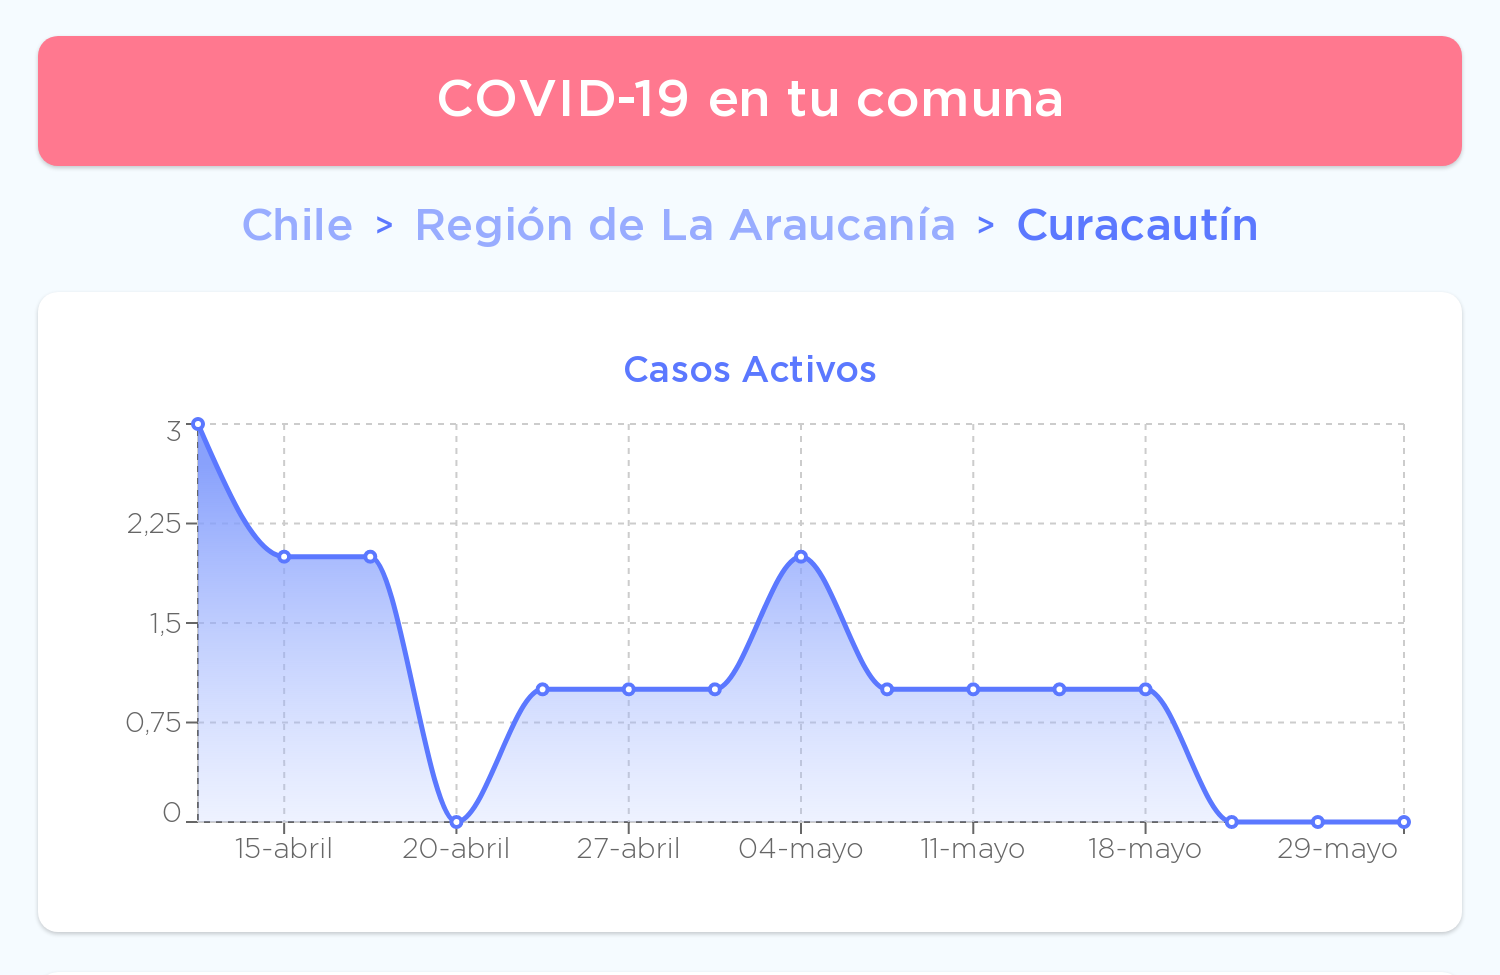 COVID-19 en tu comuna
Chile > Región de La Araucanía > Curacautín
Casos Activos
3
2,25
1,5
0,75
0
15-abril 20-abril 27-abril 04-mayo 11-mayo 18-mayo 29-mayo